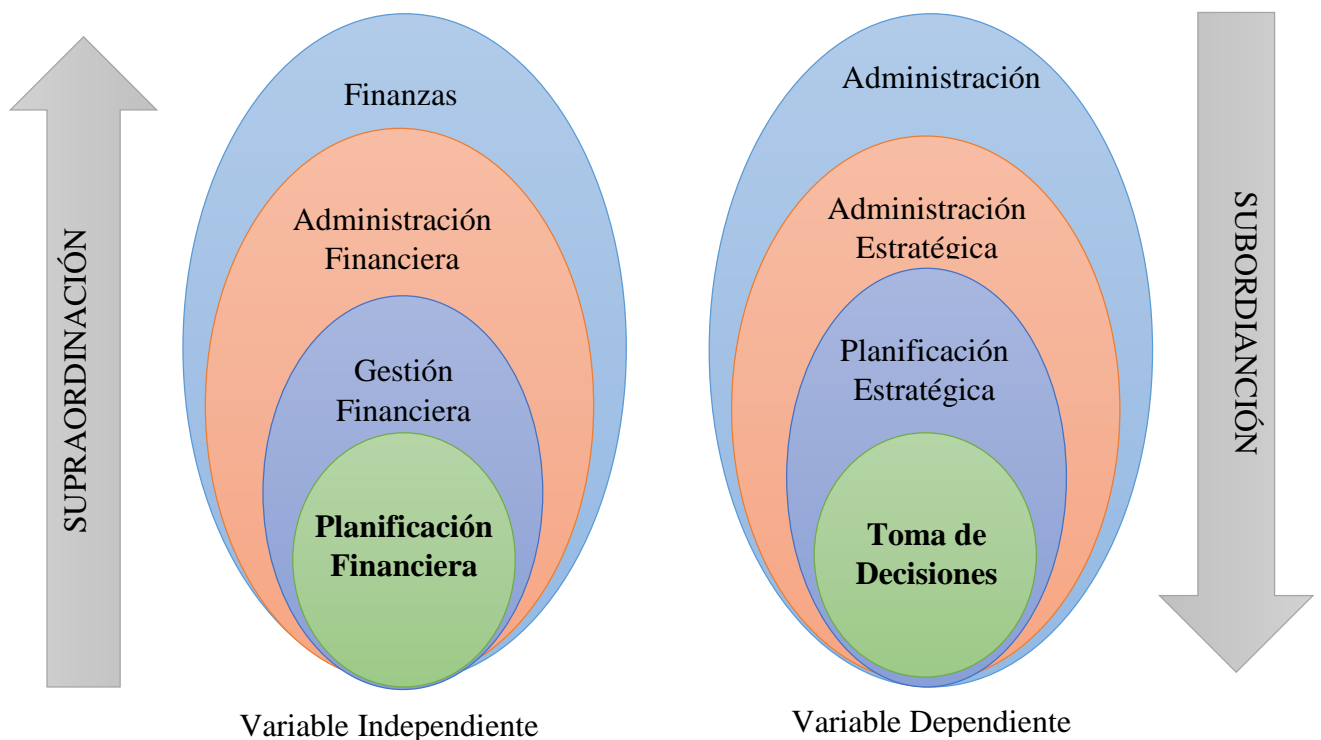 SUPRAORDINACIÓN
Finanzas
Administración
Financiera
Gestión
Financiera
Planificación
Financiera
Variable Independiente
Administración
Administración
Estratégica
Planificación
Estratégica
Toma de
Decisiones
Variable Dependiente
SUBORDIANCIÓN